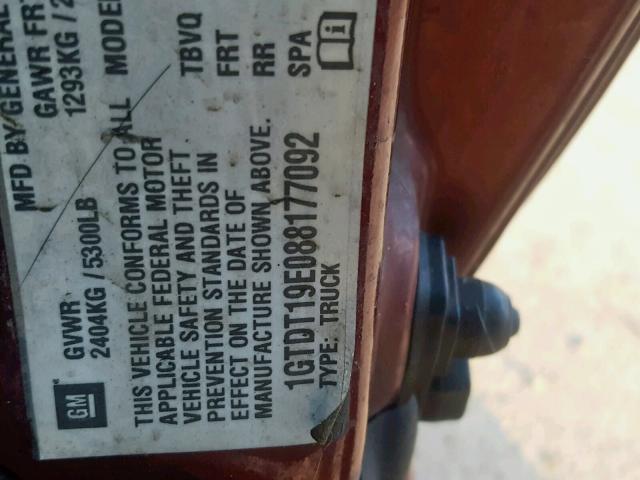 MFD BY GENERAL
GAWR FRT
1293KG / 2
GVWR
2404KG / 5300LB
THIS VEHICLE CONFORMS TO ALL
APPLICABLE FEDERAL MOTOR
VEHICLE SAFETY AND THEFT
PREVENTION STANDARDS IN
EFFECT ON THE DATE OF
MANUFACTURE SHOWN ABOVE.
1GTDT19E088177092
TYPE: TRUCK
MODEL
TBVQ
FRT
RR
SPA
GM